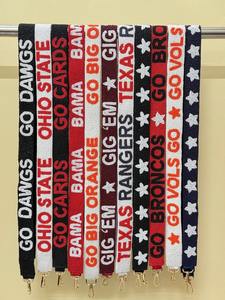 GO DAWGS
GO DAWGS
OHIO STATE
OHIO STATE
GO CARDS
GO CARDS
BAMA
BAMA
BAMA
GO BIG ORANGE
GO BIG OR
GIG 'EM
GIG 'EM
GIG
TEXAS RANGERS
TEXAS
GO BRONCOS
GO BRO
GO VOLS
GO VOLS
GO